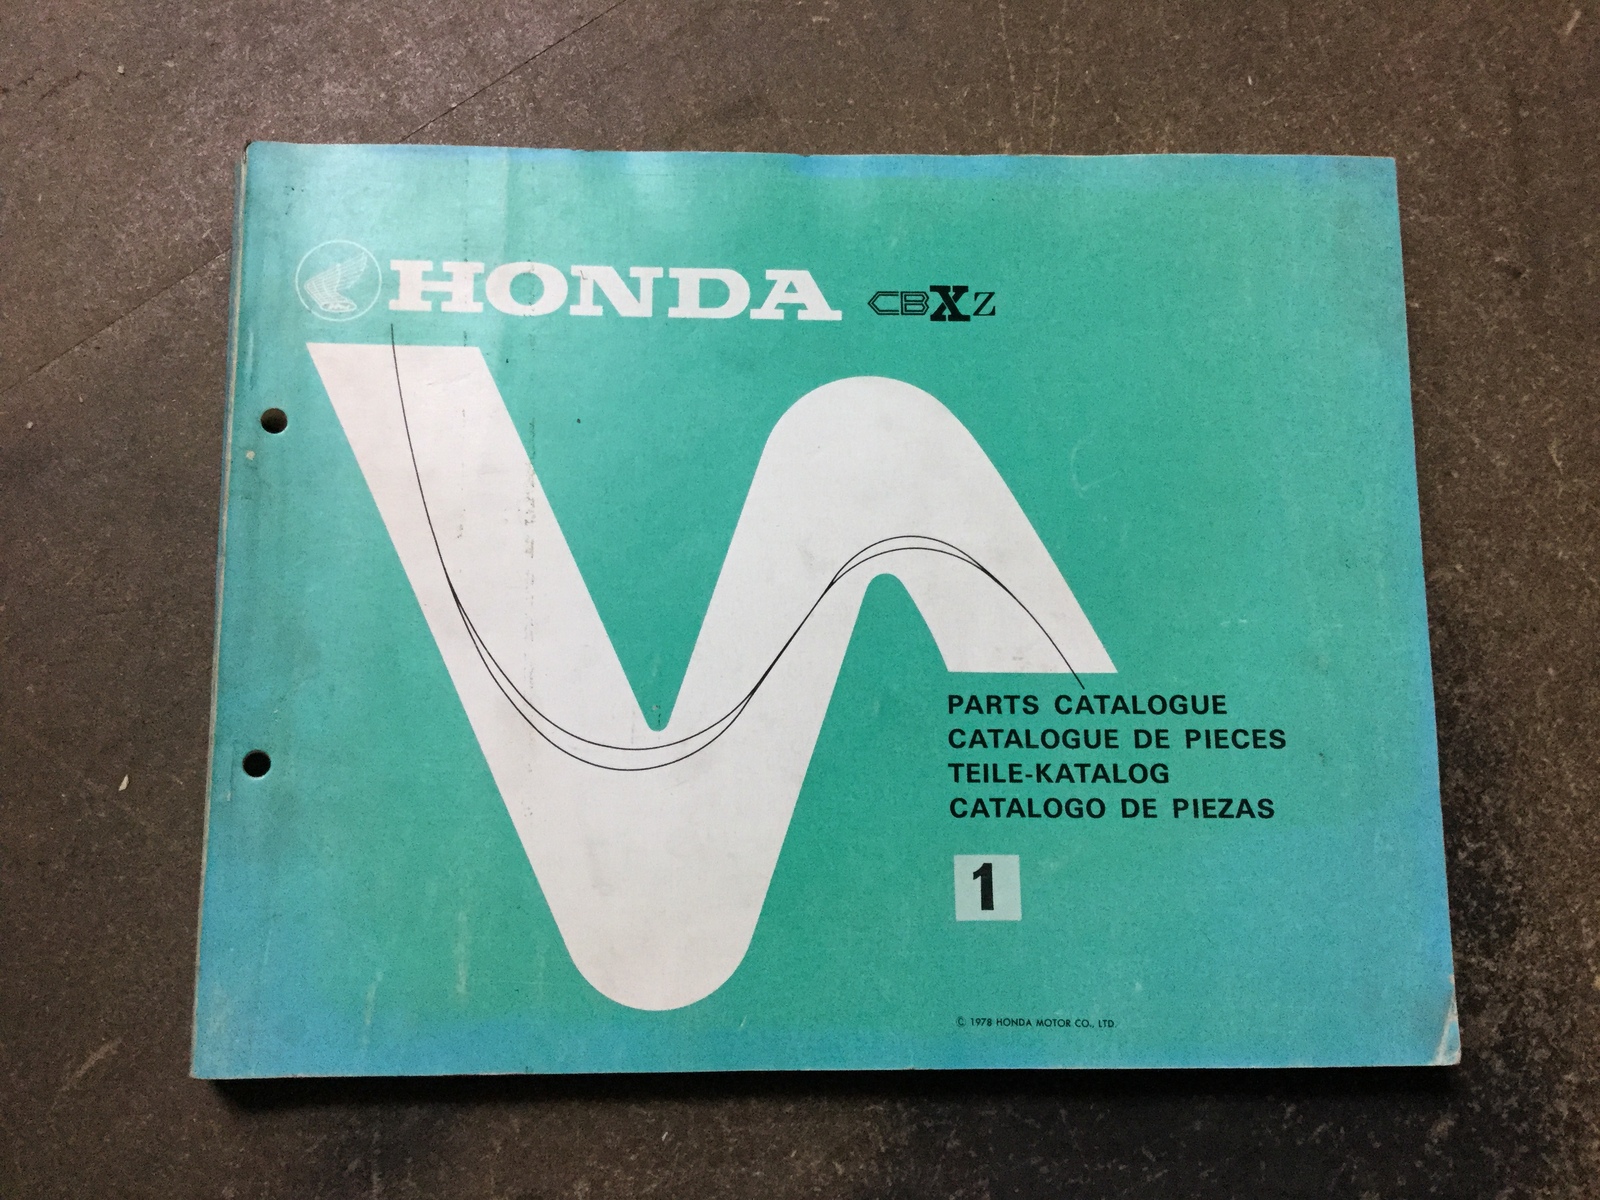 HONDA CBXZ
PARTS CATALOGUE
CATALOGUE DE PIECES
TEILE-KATALOG
CATALOGO DE PIEZAS
1
© 1978 HONDA MOTOR CO., LTD.